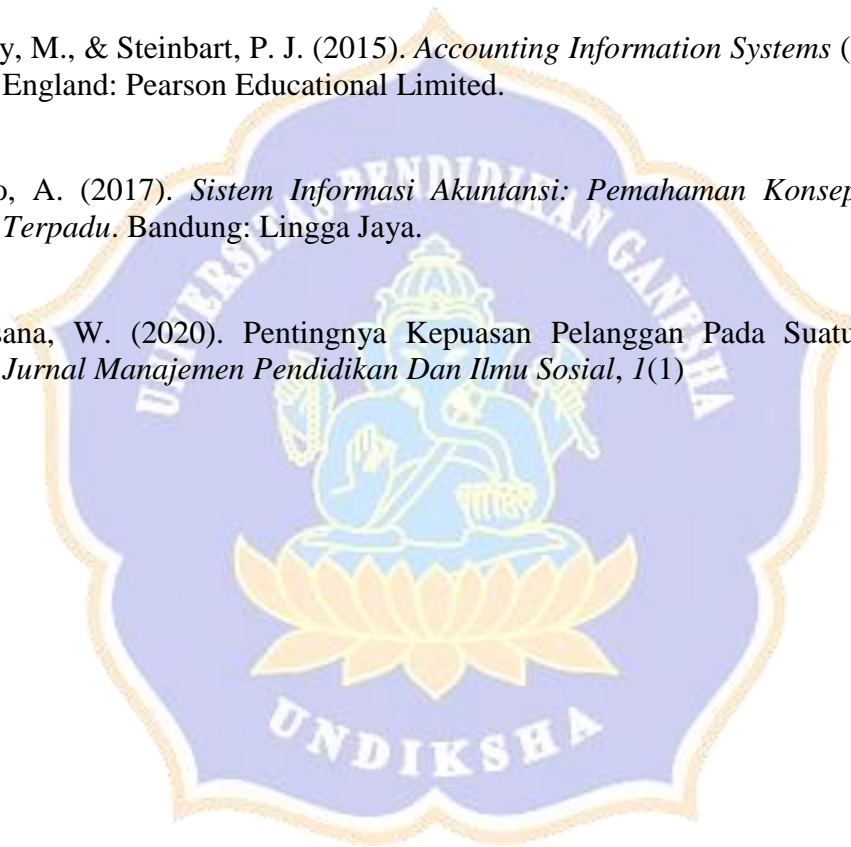 y, M., & Steinbart, P. J. (2015). Accounting Information Systems (
England: Pearson Educational Limited.
o, A. (2017). Sistem Informasi Akuntansi: Pemahaman Konsep
Terpadu. Bandung: Lingga Jaya.
sana, W. (2020). Pentingnya Kepuasan Pelanggan Pada Suatu
Jurnal Manajemen Pendidikan Dan Ilmu Sosial, 1(1)
UNIVERSITAS PENDIDIKAN GANESHA
UNDIKSHA